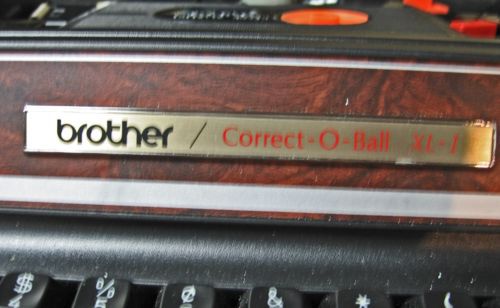 brother / Correct-O-Ball XL-1
$ % & * (